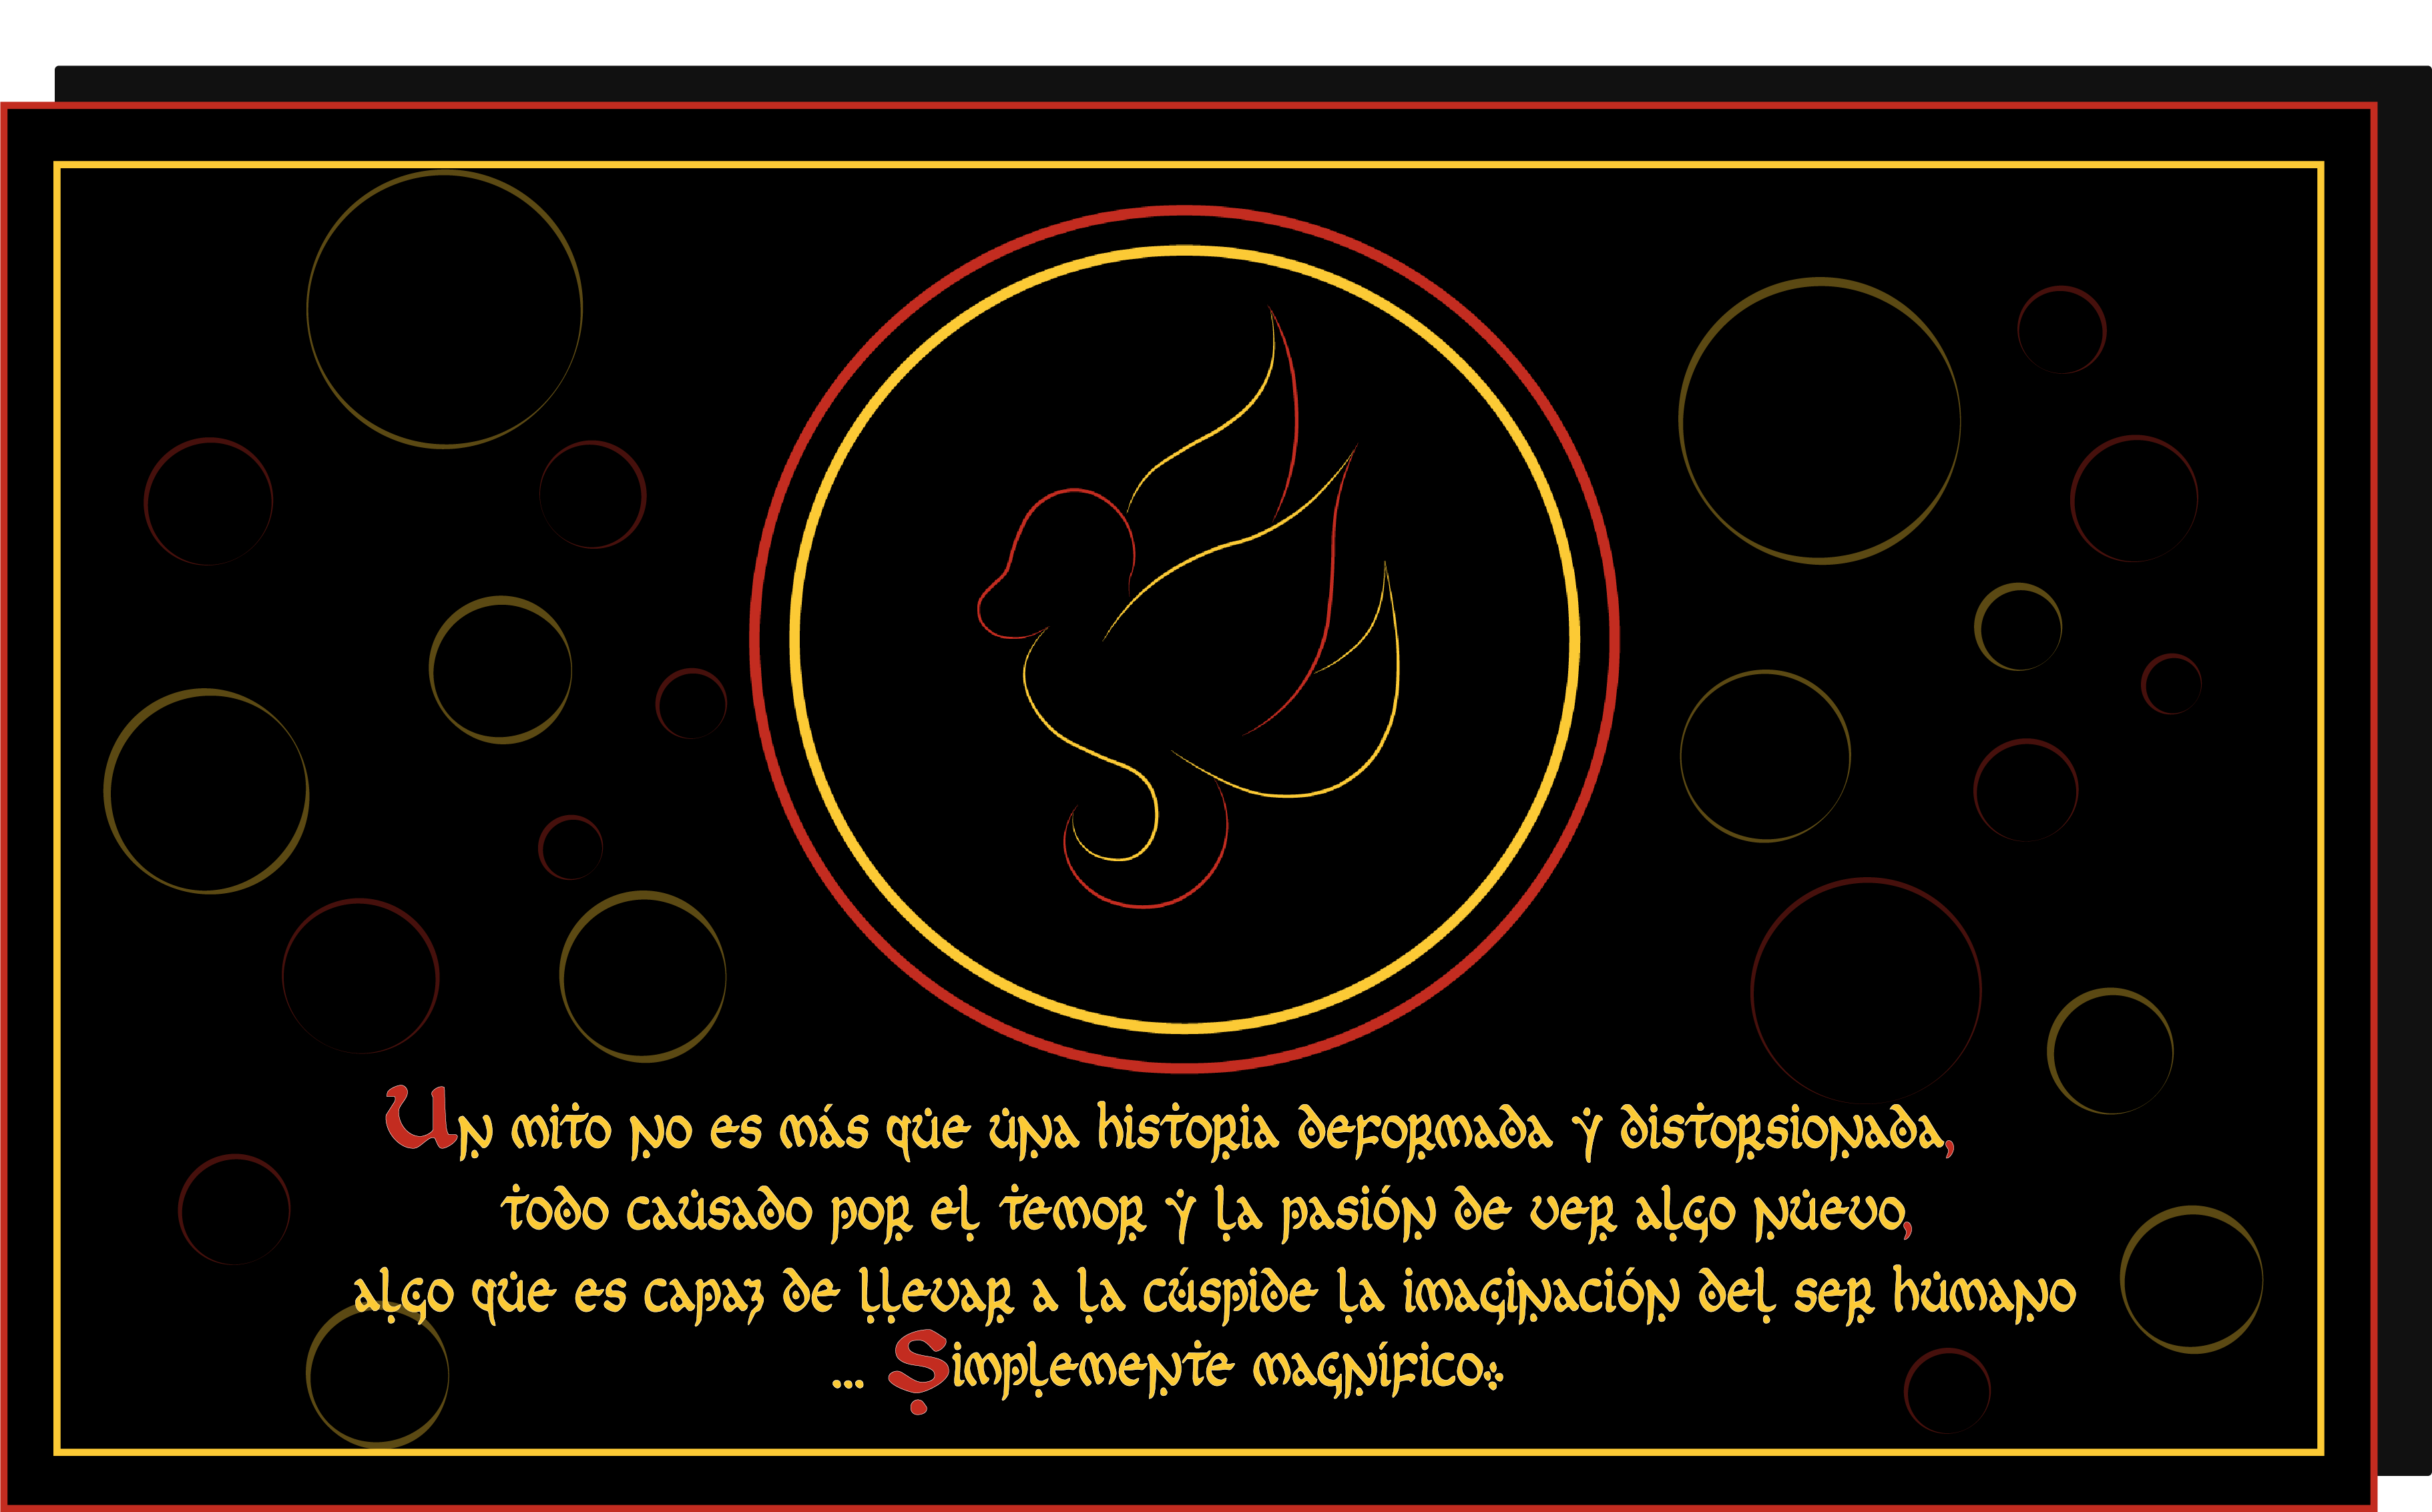 Un mito no es más que una historia deformada y distorsionada,
todo causado por el temor y la pasión de ver algo nuevo,
algo que es capaz de llevar a la cúspide la imaginación del ser humano
... Simplemente magnífico.